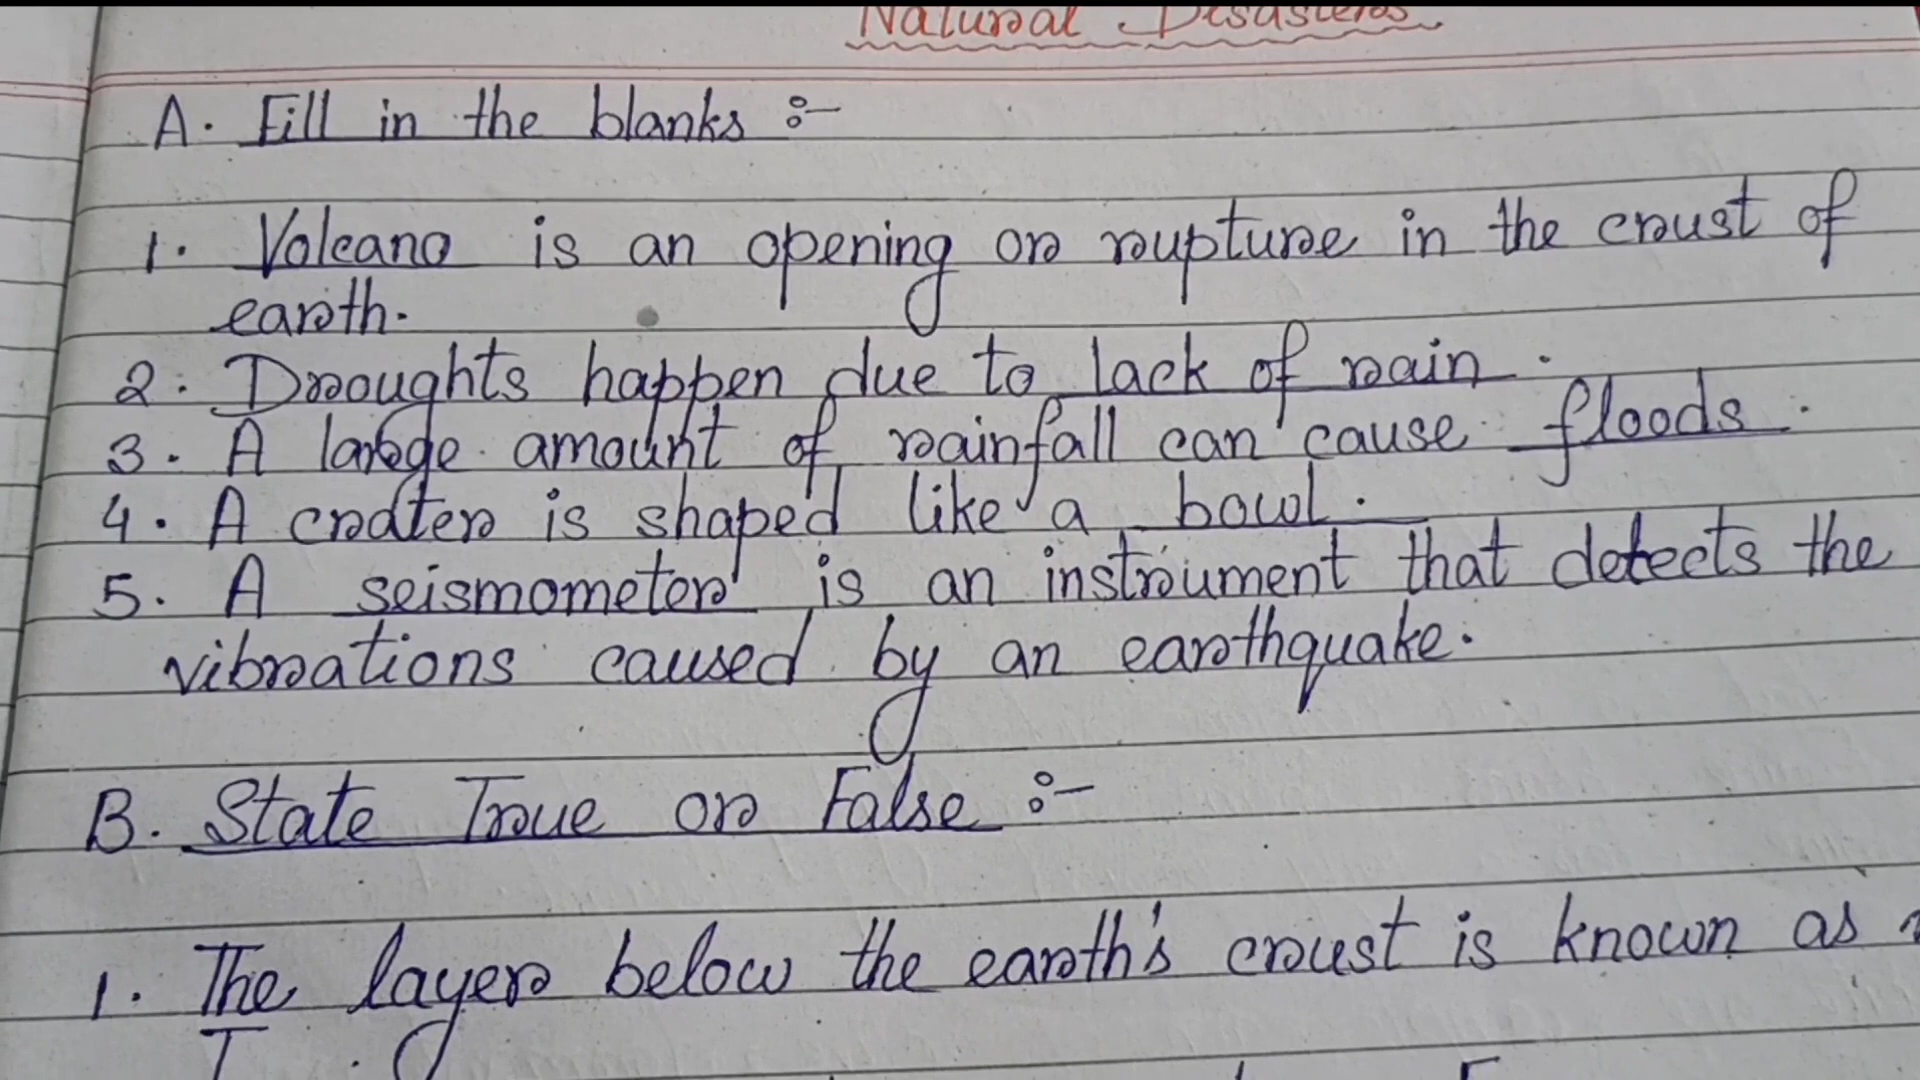 Natural Disasters
A. Fill in the blanks :-
1. Volcano is an opening or rupture in the crust of
earth.
2. Droughts happen due to lack of rain.
3. A large amount of rainfall can cause floods.
4. A crater is shaped like a bowl.
5. A seismometer is an instrument that detects the
vibrations caused by an earthquake.
B. State True or False :-
1. The layer below the earth's crust is known as